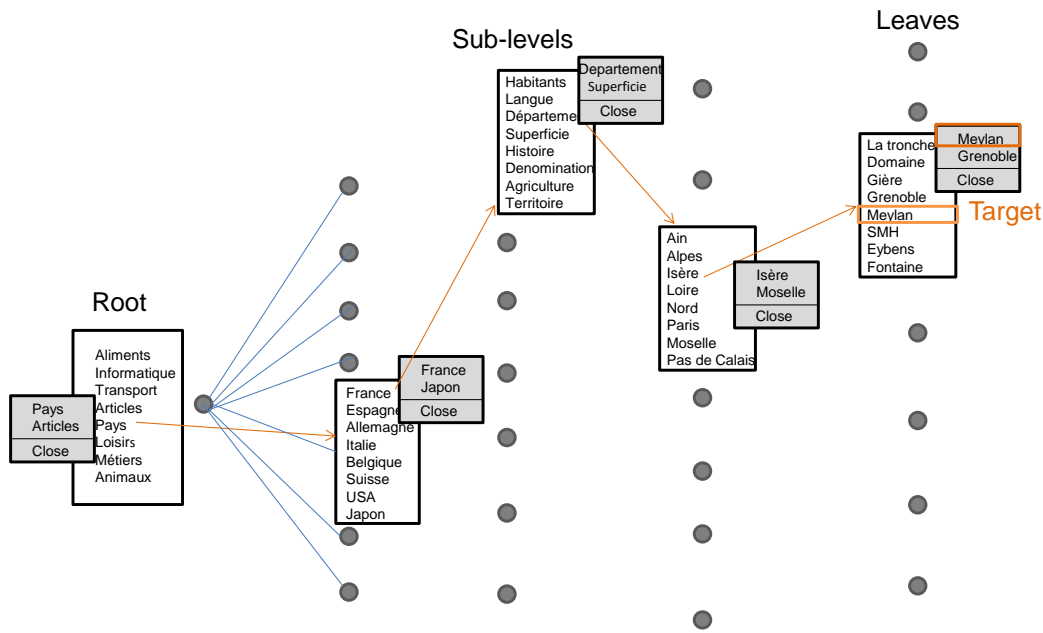 Leaves
Sub-levels
Departement
Superficie
Close
Habitants
Langue
Départeme
Superficie
Histoire
Denomination
Agriculture
Territoire
Meylan
Grenoble
Close
La tronche
Domaine
Gière
Grenoble
Meylan
SMH
Eybens
Fontaine
Target
Ain
Alpes
Isère
Loire
Nord
Paris
Moselle
Pas de Calais
Isère
Moselle
Close
Root
Aliments
Informatique
Transport
Articles
Pays
Loisirs
Métiers
Animaux
Pays
Articles
Close
France
Japon
Close
France
Espagne
Allemagne
Italie
Belgique
Suisse
USA
Japon